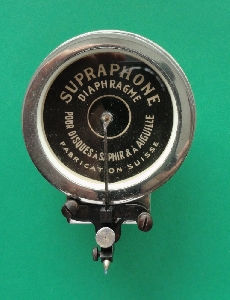 SUPRAPHONE
DIAPHRAGME
POUR DISQUES À SAPHIR & À AIGUILLE
FABRICATION SUISSE